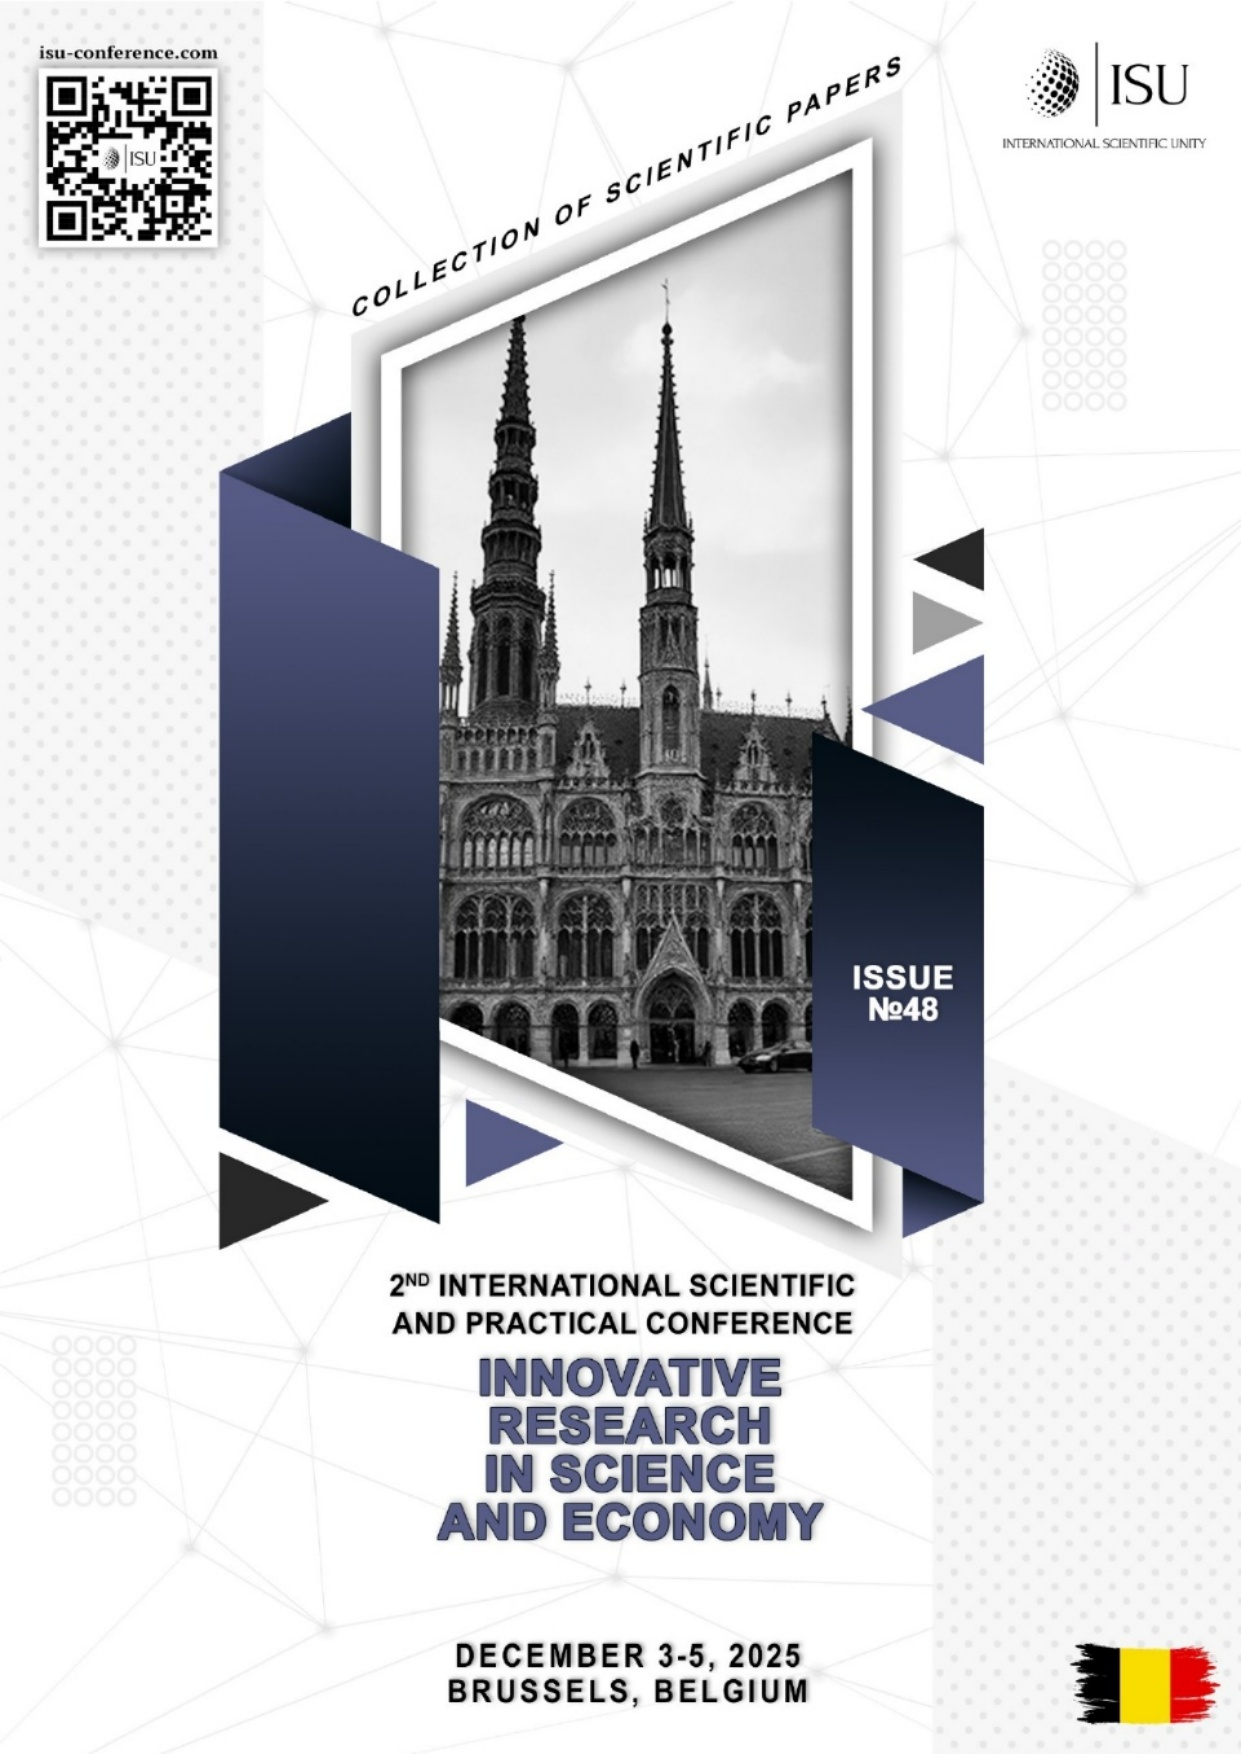 isu-conference.com
ISU
ISU
INTERNATIONAL SCIENTIFIC UNITY
COLLECTION OF SCIENTIFIC PAPERS
ISSUE
№48
2ND INTERNATIONAL SCIENTIFIC
AND PRACTICAL CONFERENCE
INNOVATIVE
RESEARCH
IN SCIENCE
AND ECONOMY
DECEMBER 3-5, 2025
BRUSSELS, BELGIUM